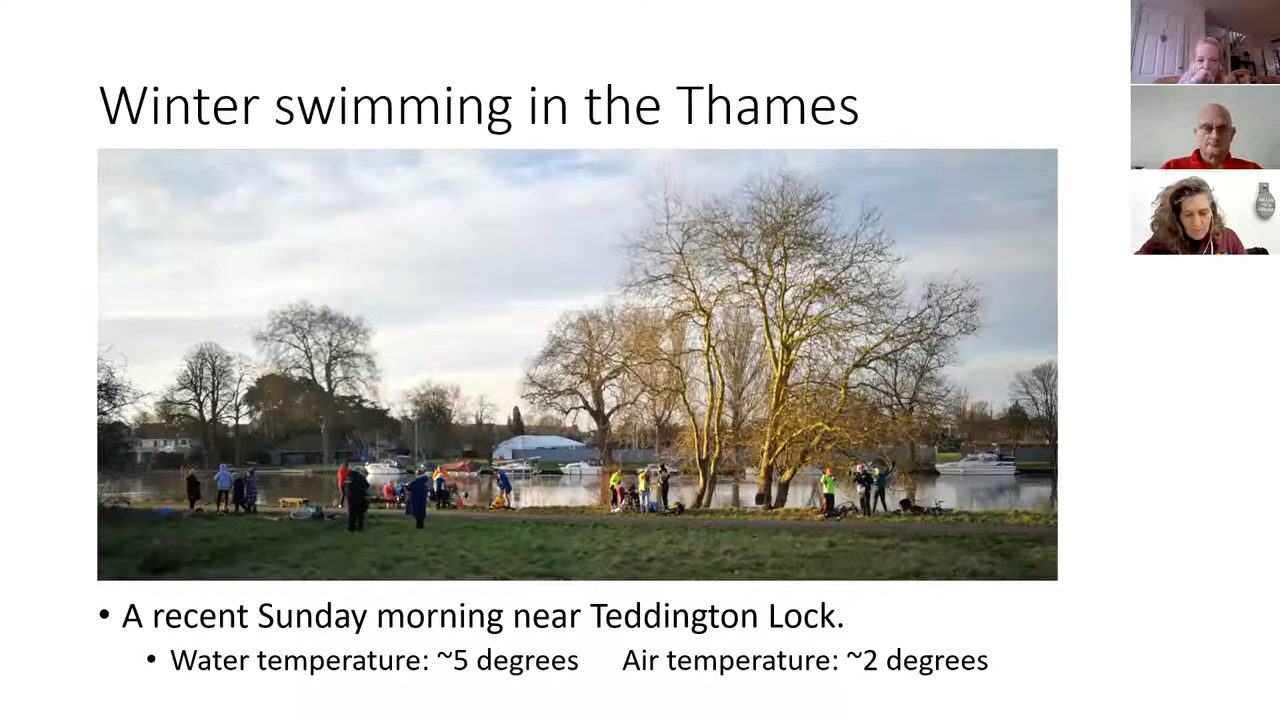 Winter swimming in the Thames
• A recent Sunday morning near Teddington Lock.
• Water temperature: ~5 degrees Air temperature: ~2 degrees